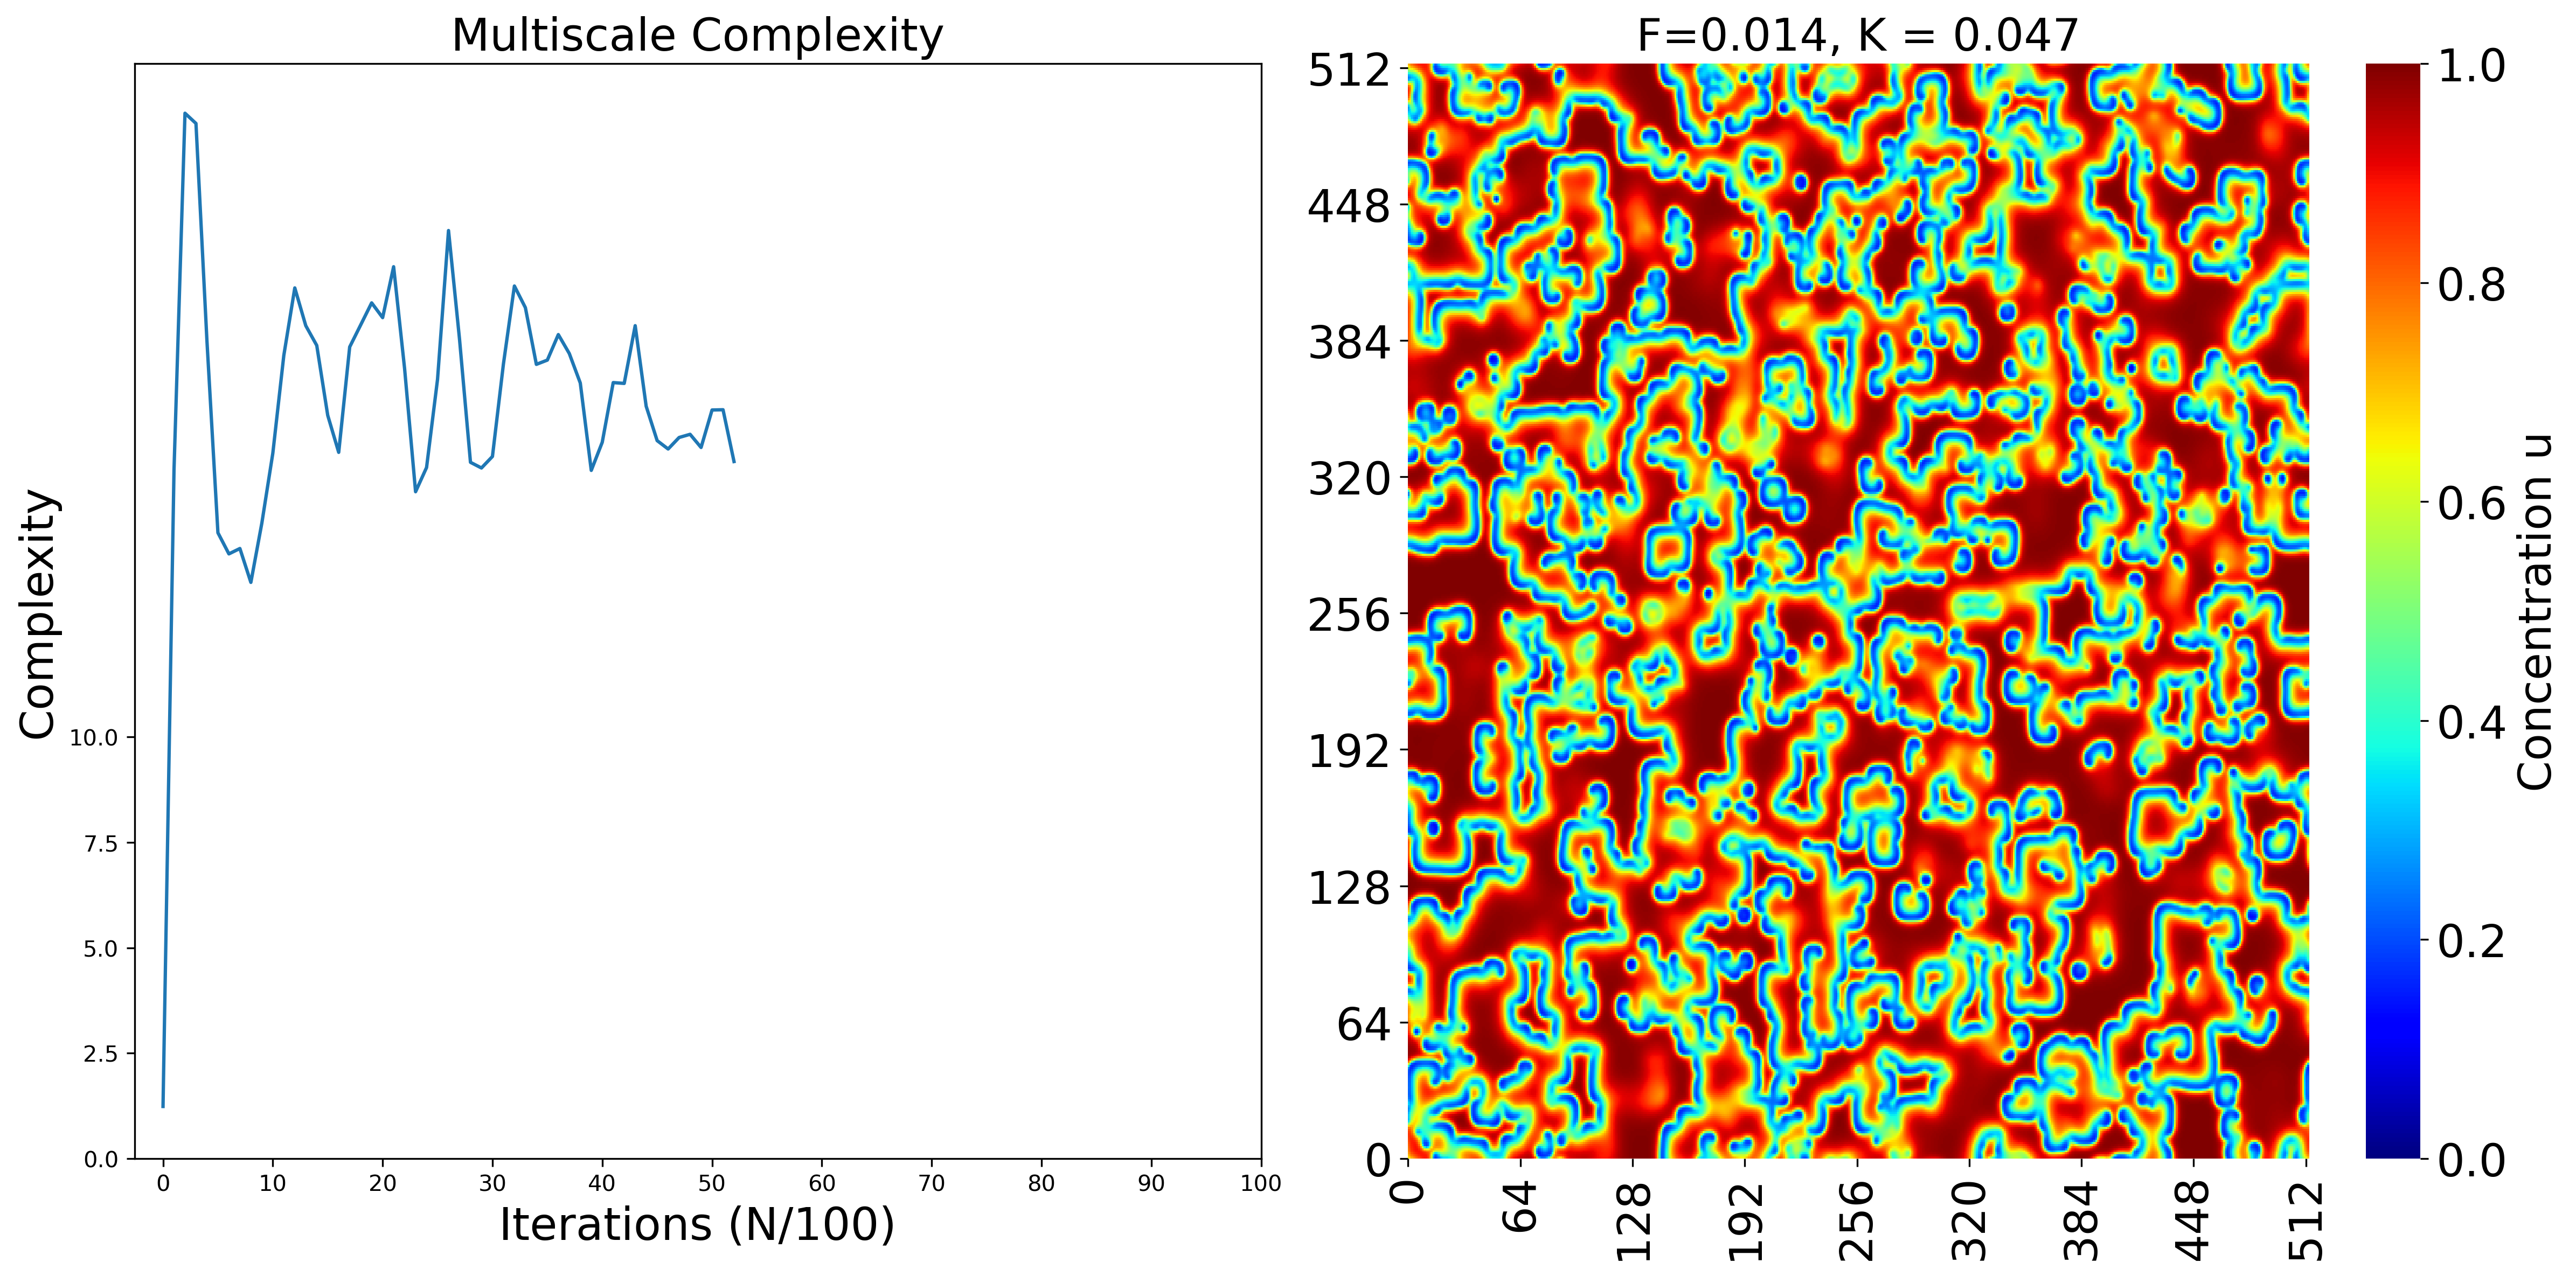 Multiscale Complexity
Complexity
10.0
7.5
5.0
2.5
0.0
0 10 20 30 40 50 60 70 80 90 100
Iterations (N/100)
F=0.014, K = 0.047
512
448
384
320
256
192
128
64
0
0 64 128 192 256 320 384 448 512
1.0
0.8
0.6
0.4
0.2
0.0
Concentration u